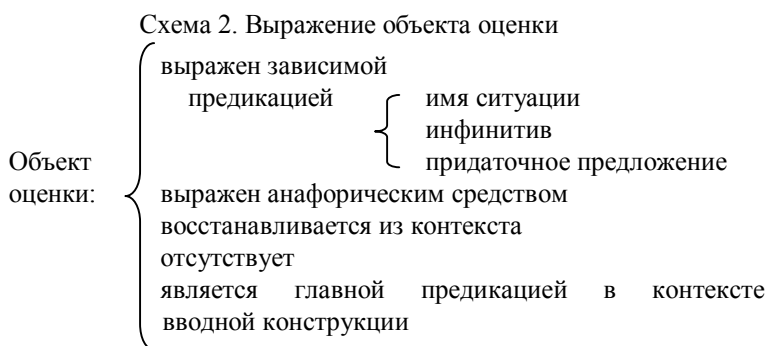 Схема 2. Выражение объекта оценки
выражен зависимой
предикацией
имя ситуации
инфинитив
придаточное предложение
Объект
оценки:
выражен анафорическим средством
восстанавливается из контекста
отсутствует
является главной предикацией в контексте
вводной конструкции